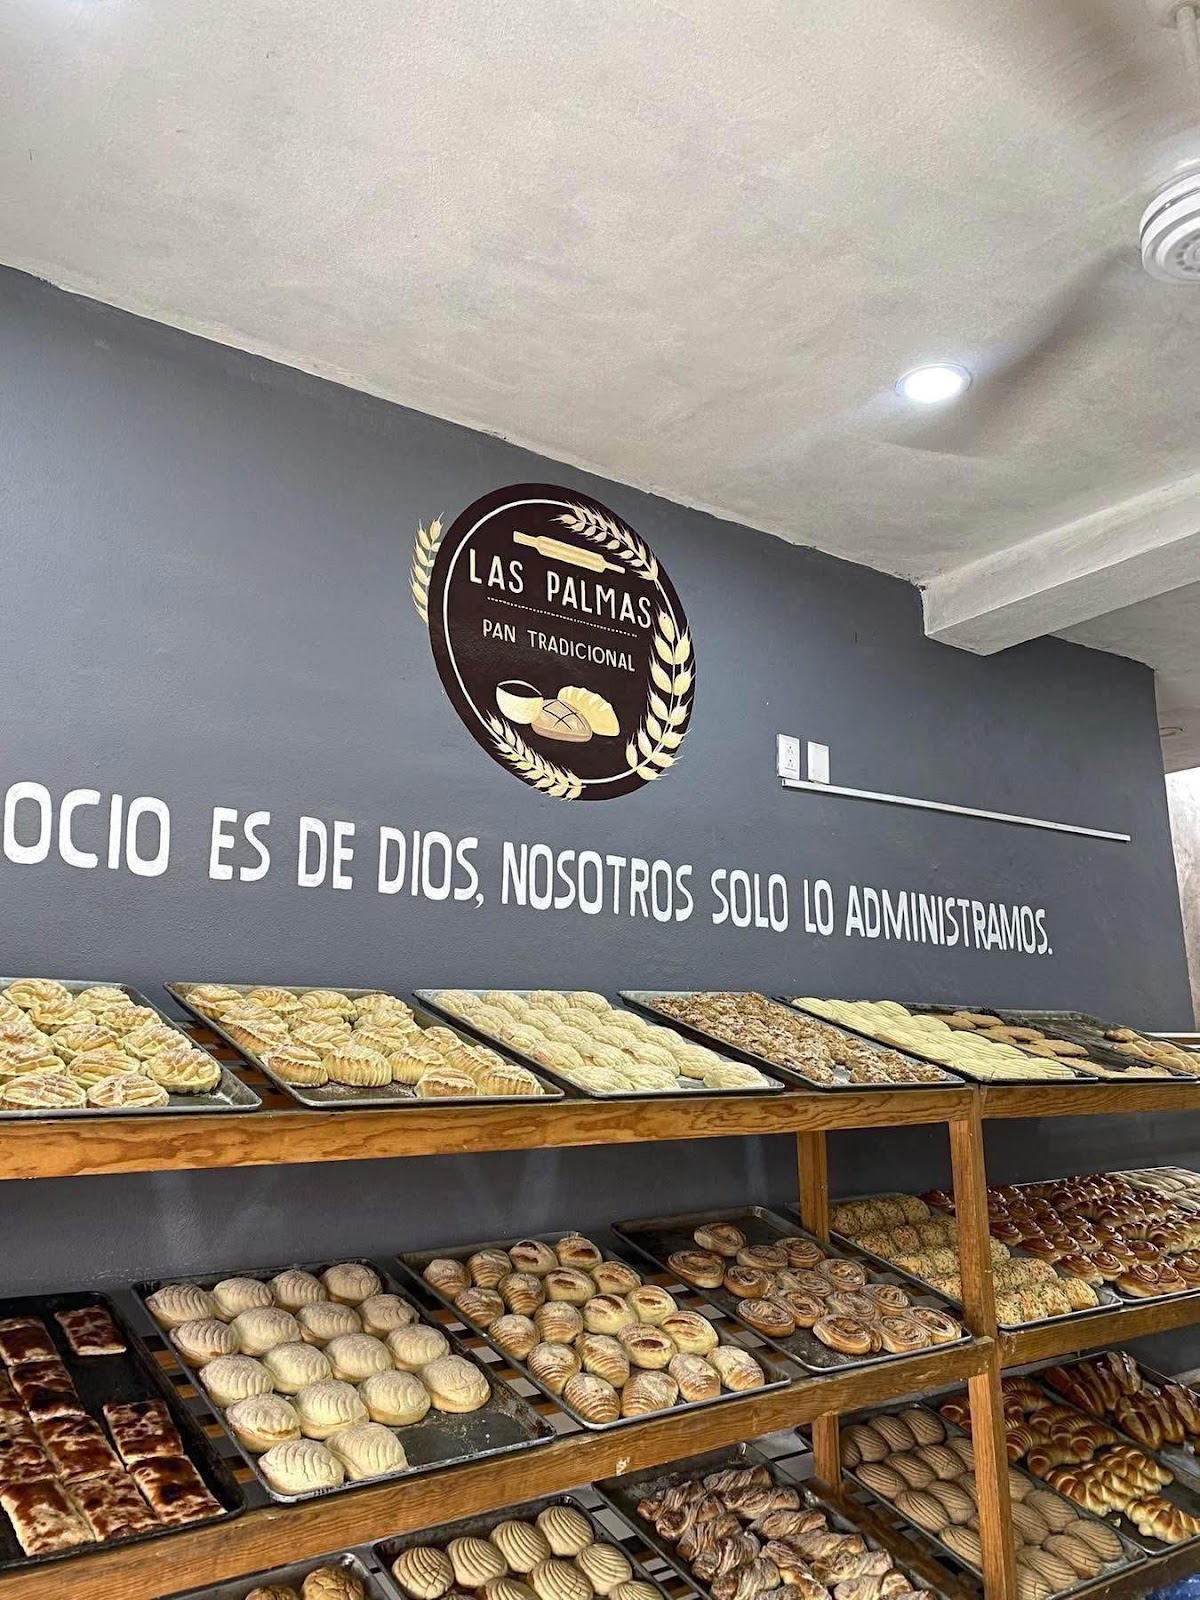 LAS PALMAS
PAN TRADICIONAL
OCIO ES DE DIOS, NOSOTROS SOLO LO ADMINISTRAMOS.